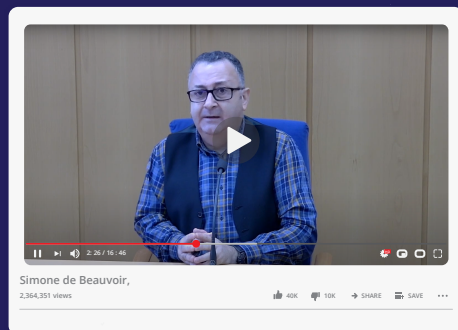 2: 26 / 16 : 46
Simone de Beauvoir,
2,364,351 views
40K
10K
SHARE
SAVE